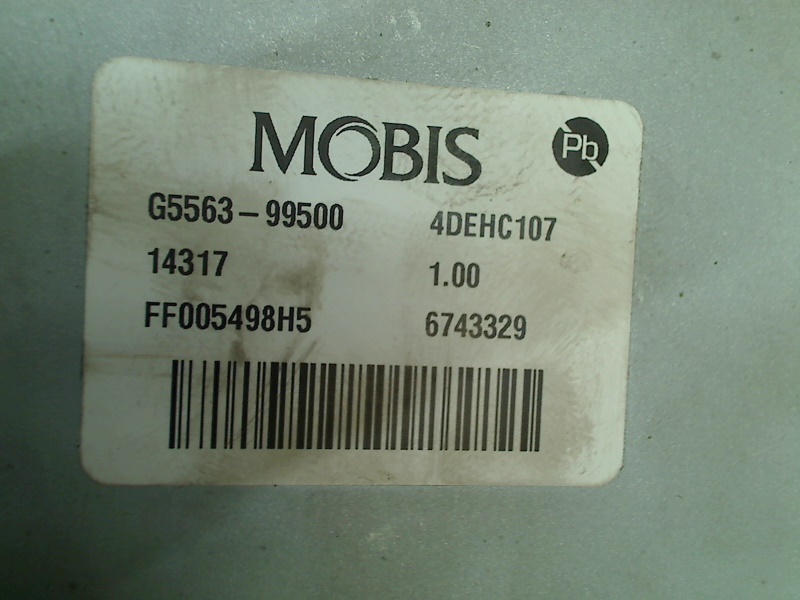 MOBIS
Pb
G5563-99500 4DEHC107
14317 1.00
FF005498H5 6743329